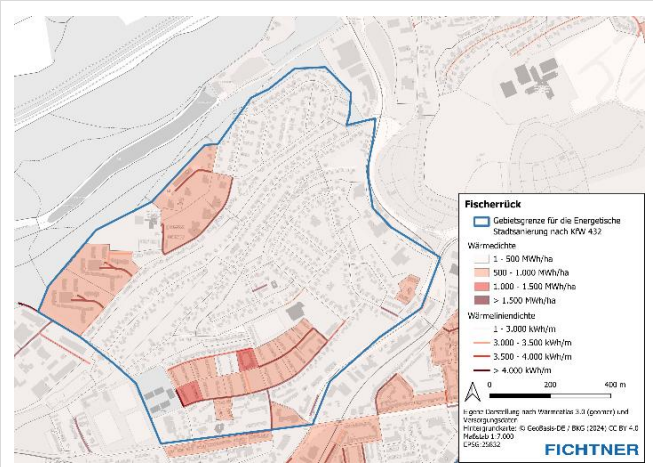 Fischerrück
Gebietsgrenze für die Energetische
Stadtsanierung nach KfW 432
Wärmedichte
1 - 500 MWh/ha
500 - 1.000 MWh/ha
1.000 - 1.500 MWh/ha
> 1.500 MWh/ha
Wärmeliniendichte
1 - 3.000 kWh/m
3.000 - 3.500 kWh/m
3.500 - 4.000 kWh/m
> 4.000 kWh/m
0 200 400 m
Eigene Darstellung nach Wärmeatlas 3.0 (geomer) und
Versorgungsdaten
Hintergrundkarte: © GeoBasis-DE / BKG (2024) CC BY 4.0
Maßstab 1:7.000
EPSG:25832
FICHTNER